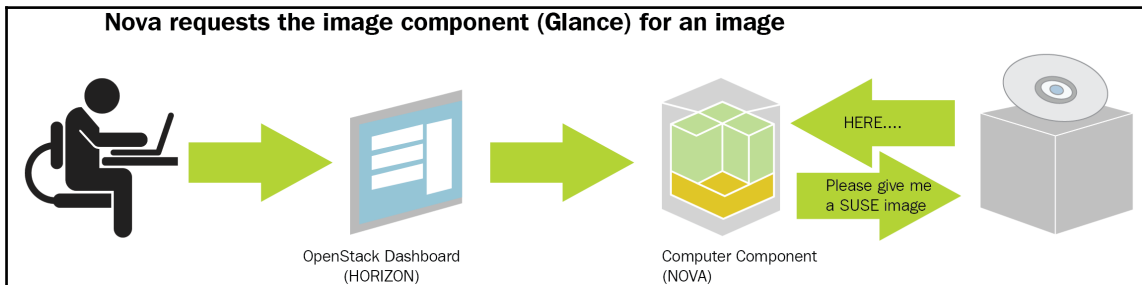 Nova requests the image component (Glance) for an image
HERE....
Please give me
a SUSE image
OpenStack Dashboard
(HORIZON)
Computer Component
(NOVA)